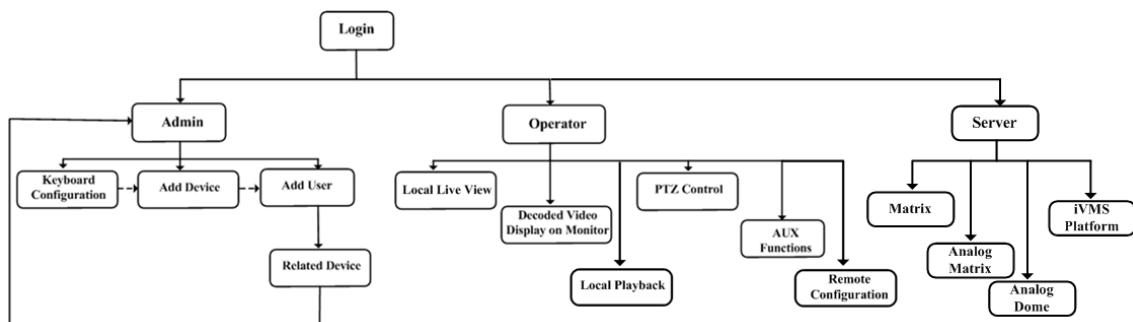 Login
Admin
Operator
Server
Keyboard
Configuration
Add Device
Add User
Related Device
Local Live View
Decoded Video
Display on Monitor
Local Playback
PTZ Control
AUX
Functions
Remote
Configuration
Matrix
Analog
Matrix
Analog
Dome
iVMS
Platform